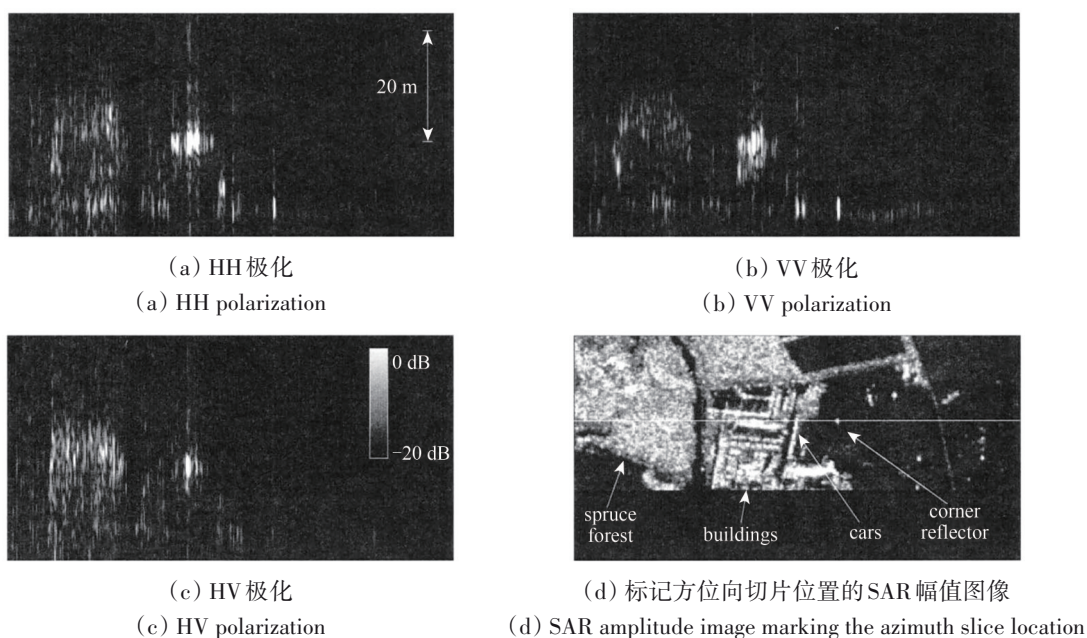 20 m
(a) HH极化
(a) HH polarization
(b) VV极化
(b) VV polarization
0 dB
−20 dB
(c) HV极化
(c) HV polarization
spruce
forest
buildings
cars
corner
reflector
(d) 标记方位向切片位置的SAR幅值图像
(d) SAR amplitude image marking the azimuth slice location